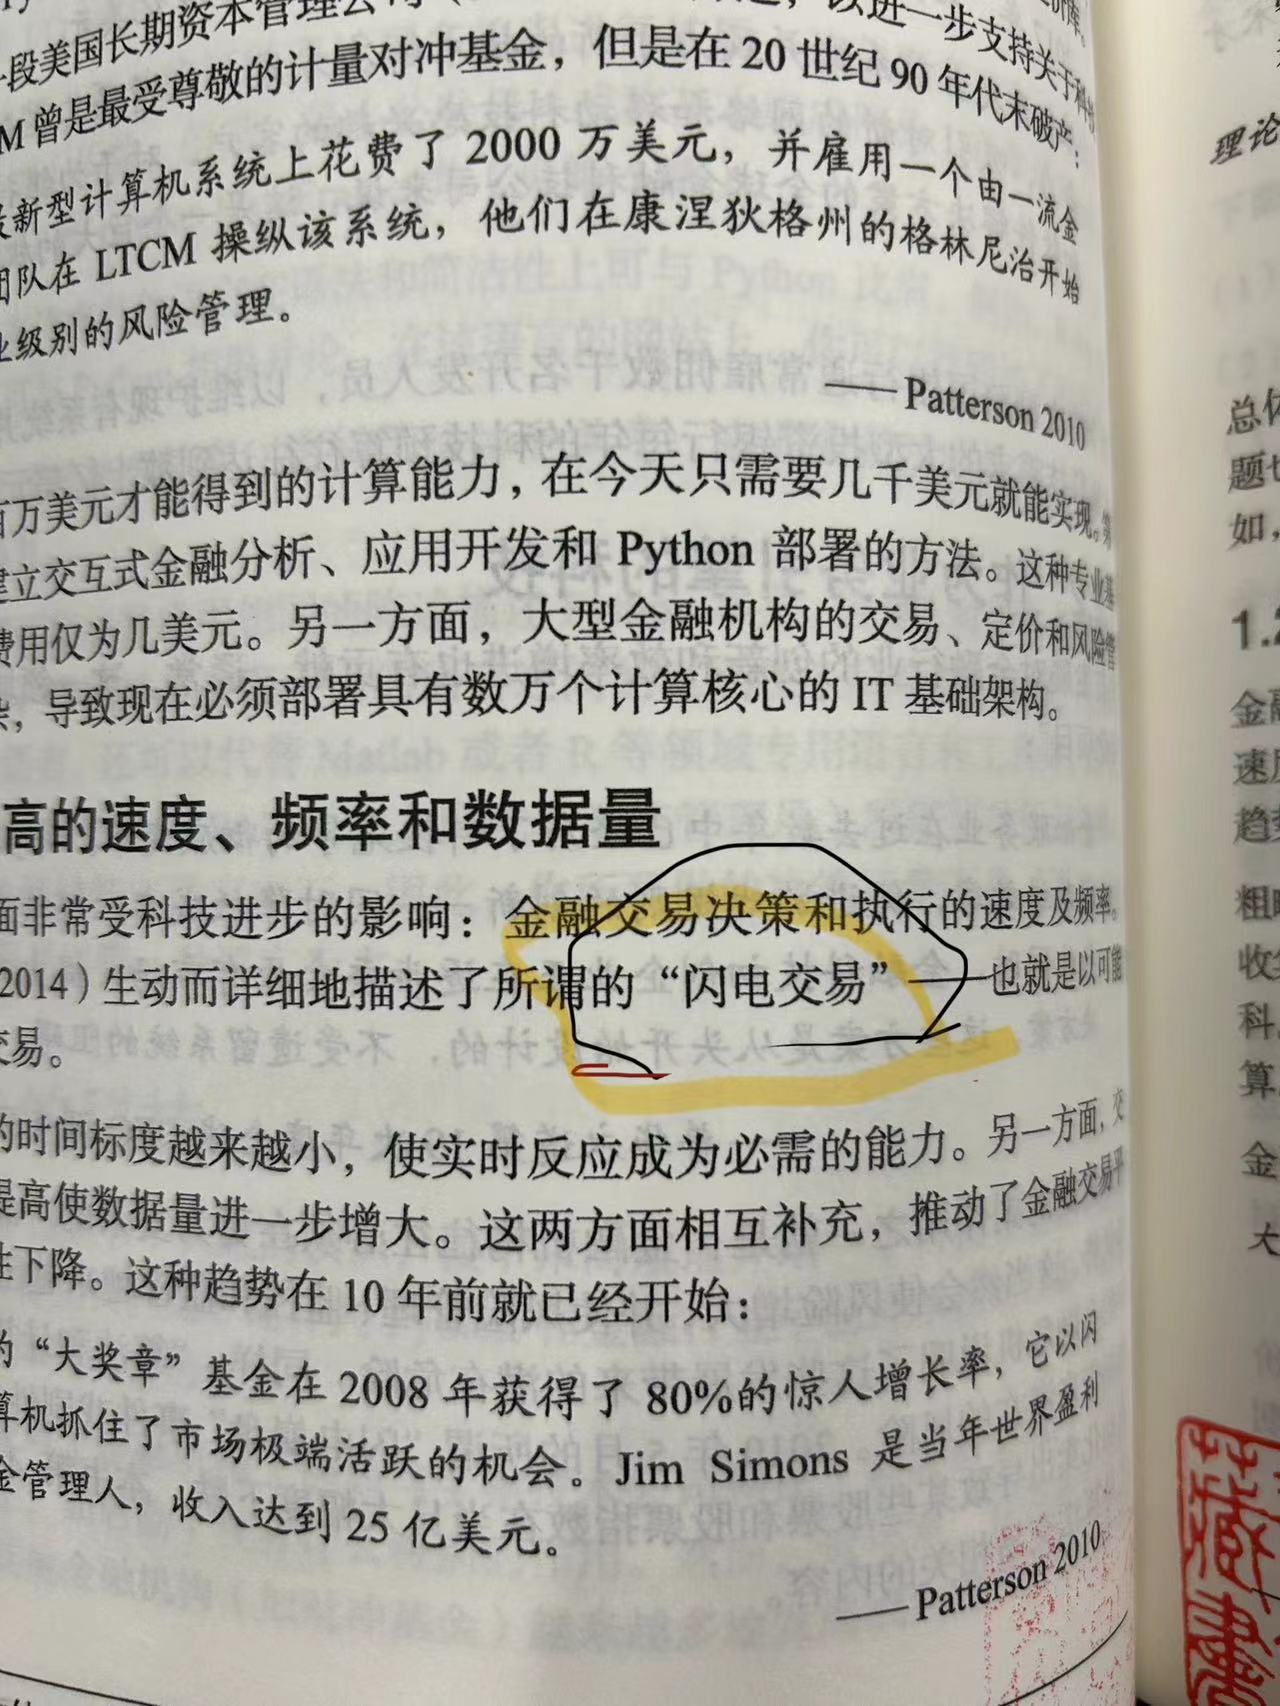 段美国长期资本管理公司
以进一步支持关于科技
M 曾是最受尊敬的计量对冲基金，但是在 20 世纪 90 年代末破产：
最新型计算机系统上花费了 2000 万美元，并雇用一个由一流金
团队在 LTCM 操纵该系统，他们在康涅狄格州的格林尼治开始
业级别的风险管理。
—— Patterson 2010
百万美元才能得到的计算能力，在今天只需要几千美元就能实现。第
建立交互式金融分析、应用开发和 Python 部署的方法。这种专业基
费用仅为几美元。另一方面，大型金融机构的交易、定价和风险管
杂，导致现在必须部署具有数万个计算核心的 IT 基础架构。
高的速度、频率和数据量
面非常受科技进步的影响：金融交易决策和执行的速度及频率。
2014）生动而详细地描述了所谓的“闪电交易”——也就是以可能
交易。
的时间标度越来越小，使实时反应成为必需的能力。另一方面，交
提高使数据量进一步增大。这两方面相互补充，推动了金融交易平
性下降。这种趋势在 10 年前就已经开始：
的“大奖章”基金在 2008 年获得了 80%的惊人增长率，它以闪
算机抓住了市场极端活跃的机会。Jim Simons 是当年世界盈利
金管理人，收入达到 25 亿美元。
—— Patterson 2010
理论
总体
题也
如，
1.2
金融
速度
趋势
粗略
收
科
算
金
大
藏書